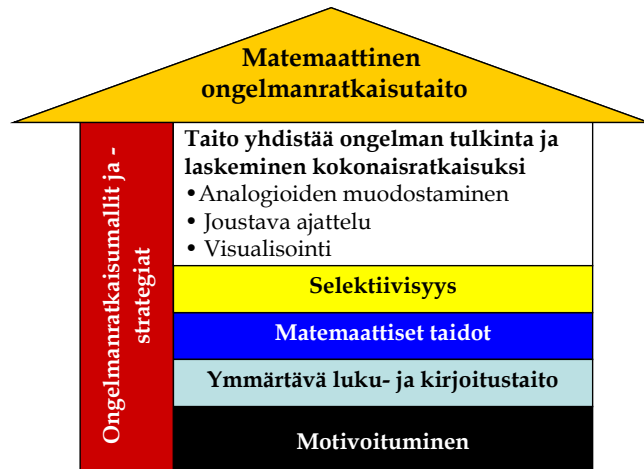 Matemaattinen
ongelmanratkaisutaito
Ongelmanratkaisumallit ja -
strategiat
Taito yhdistää ongelman tulkinta ja
laskeminen kokonaisratkaisuksi
•Analogioiden muodostaminen
• Joustava ajattelu
• Visualisointi
Selektiivisyys
Matemaattiset taidot
Ymmärtävä luku- ja kirjoitustaito
Motivoituminen